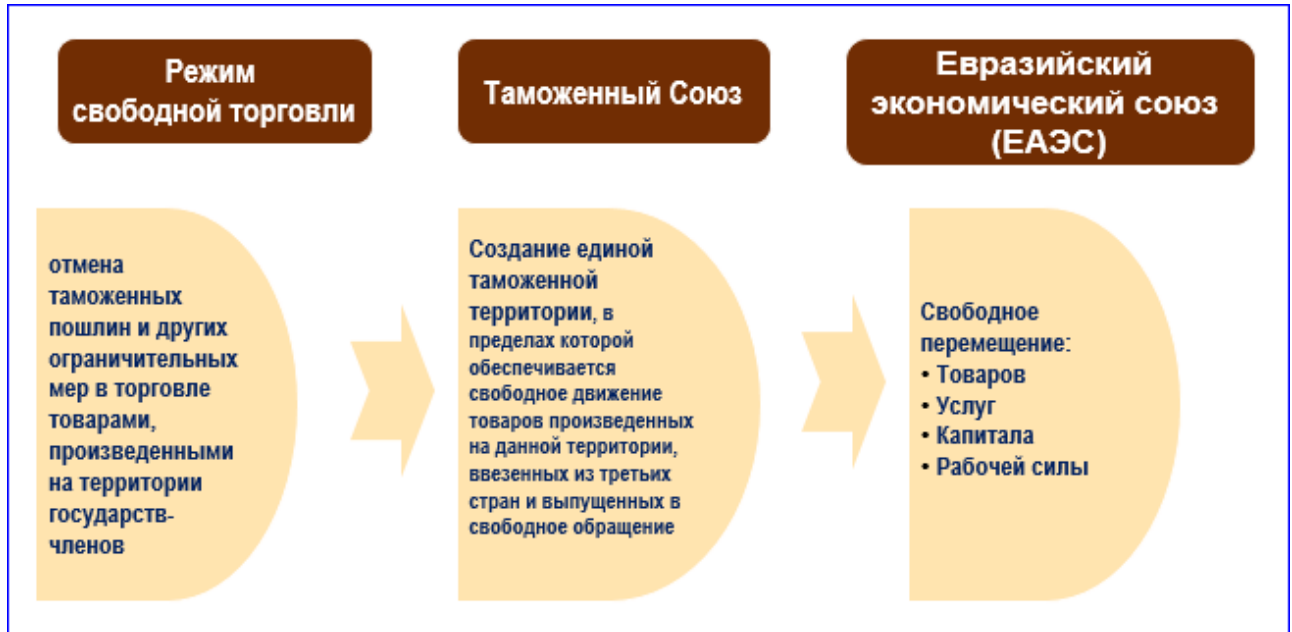 Режим
свободной торговли
Таможенный Союз
Евразийский
экономический союз
(ЕАЭС)
отмена
таможенных
пошлин и других
ограничительных
мер в торговле
товарами,
произведенными
на территории
государств-
членов
Создание единой
таможенной
территории, в
пределах которой
обеспечивается
свободное движение
товаров произведенных
на данной территории,
ввезенных из третьих
стран и выпущенных в
свободное обращение
Свободное
перемещение:
• Товаров
• Услуг
• Капитала
• Рабочей силы